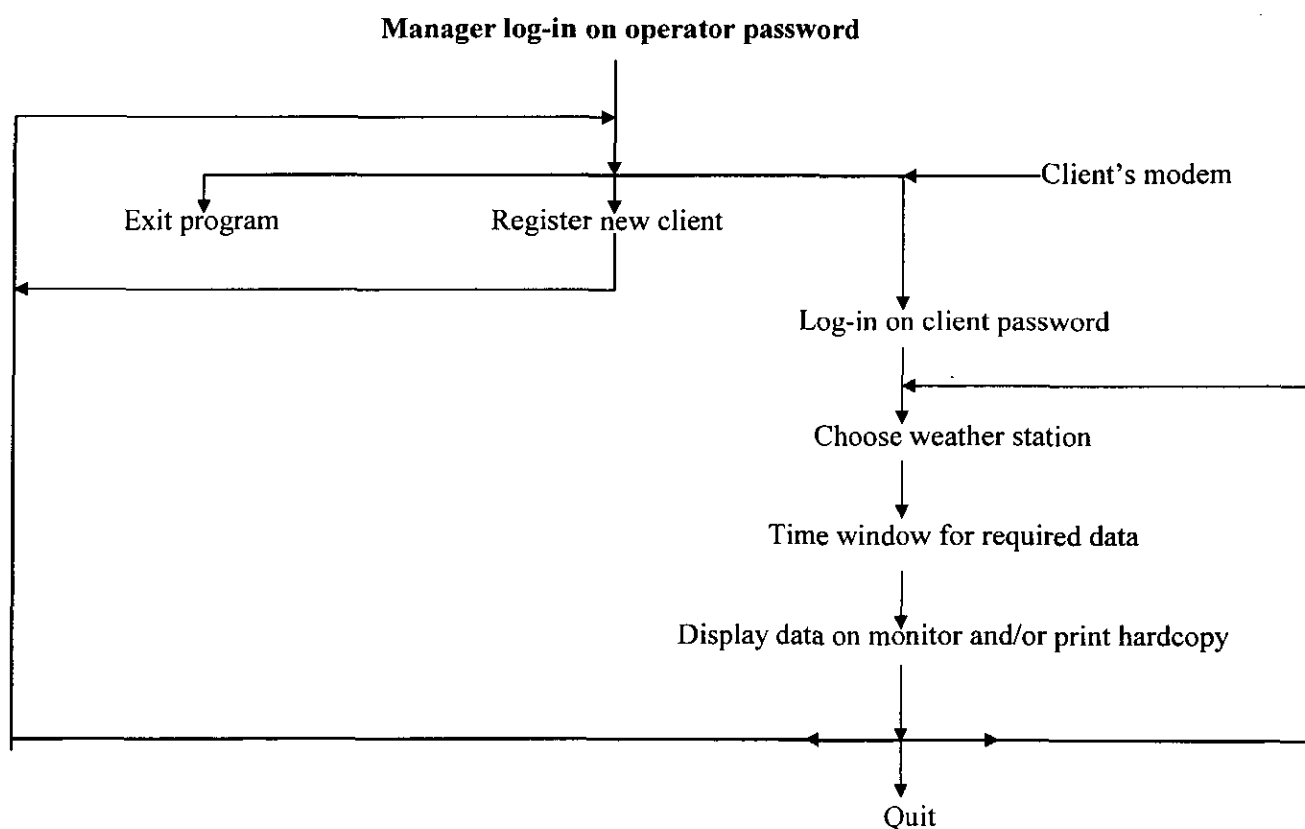 Manager log-in on operator password
Client's modem
Exit program
Register new client
Log-in on client password
Choose weather station
Time window for required data
Display data on monitor and/or print hardcopy
Quit